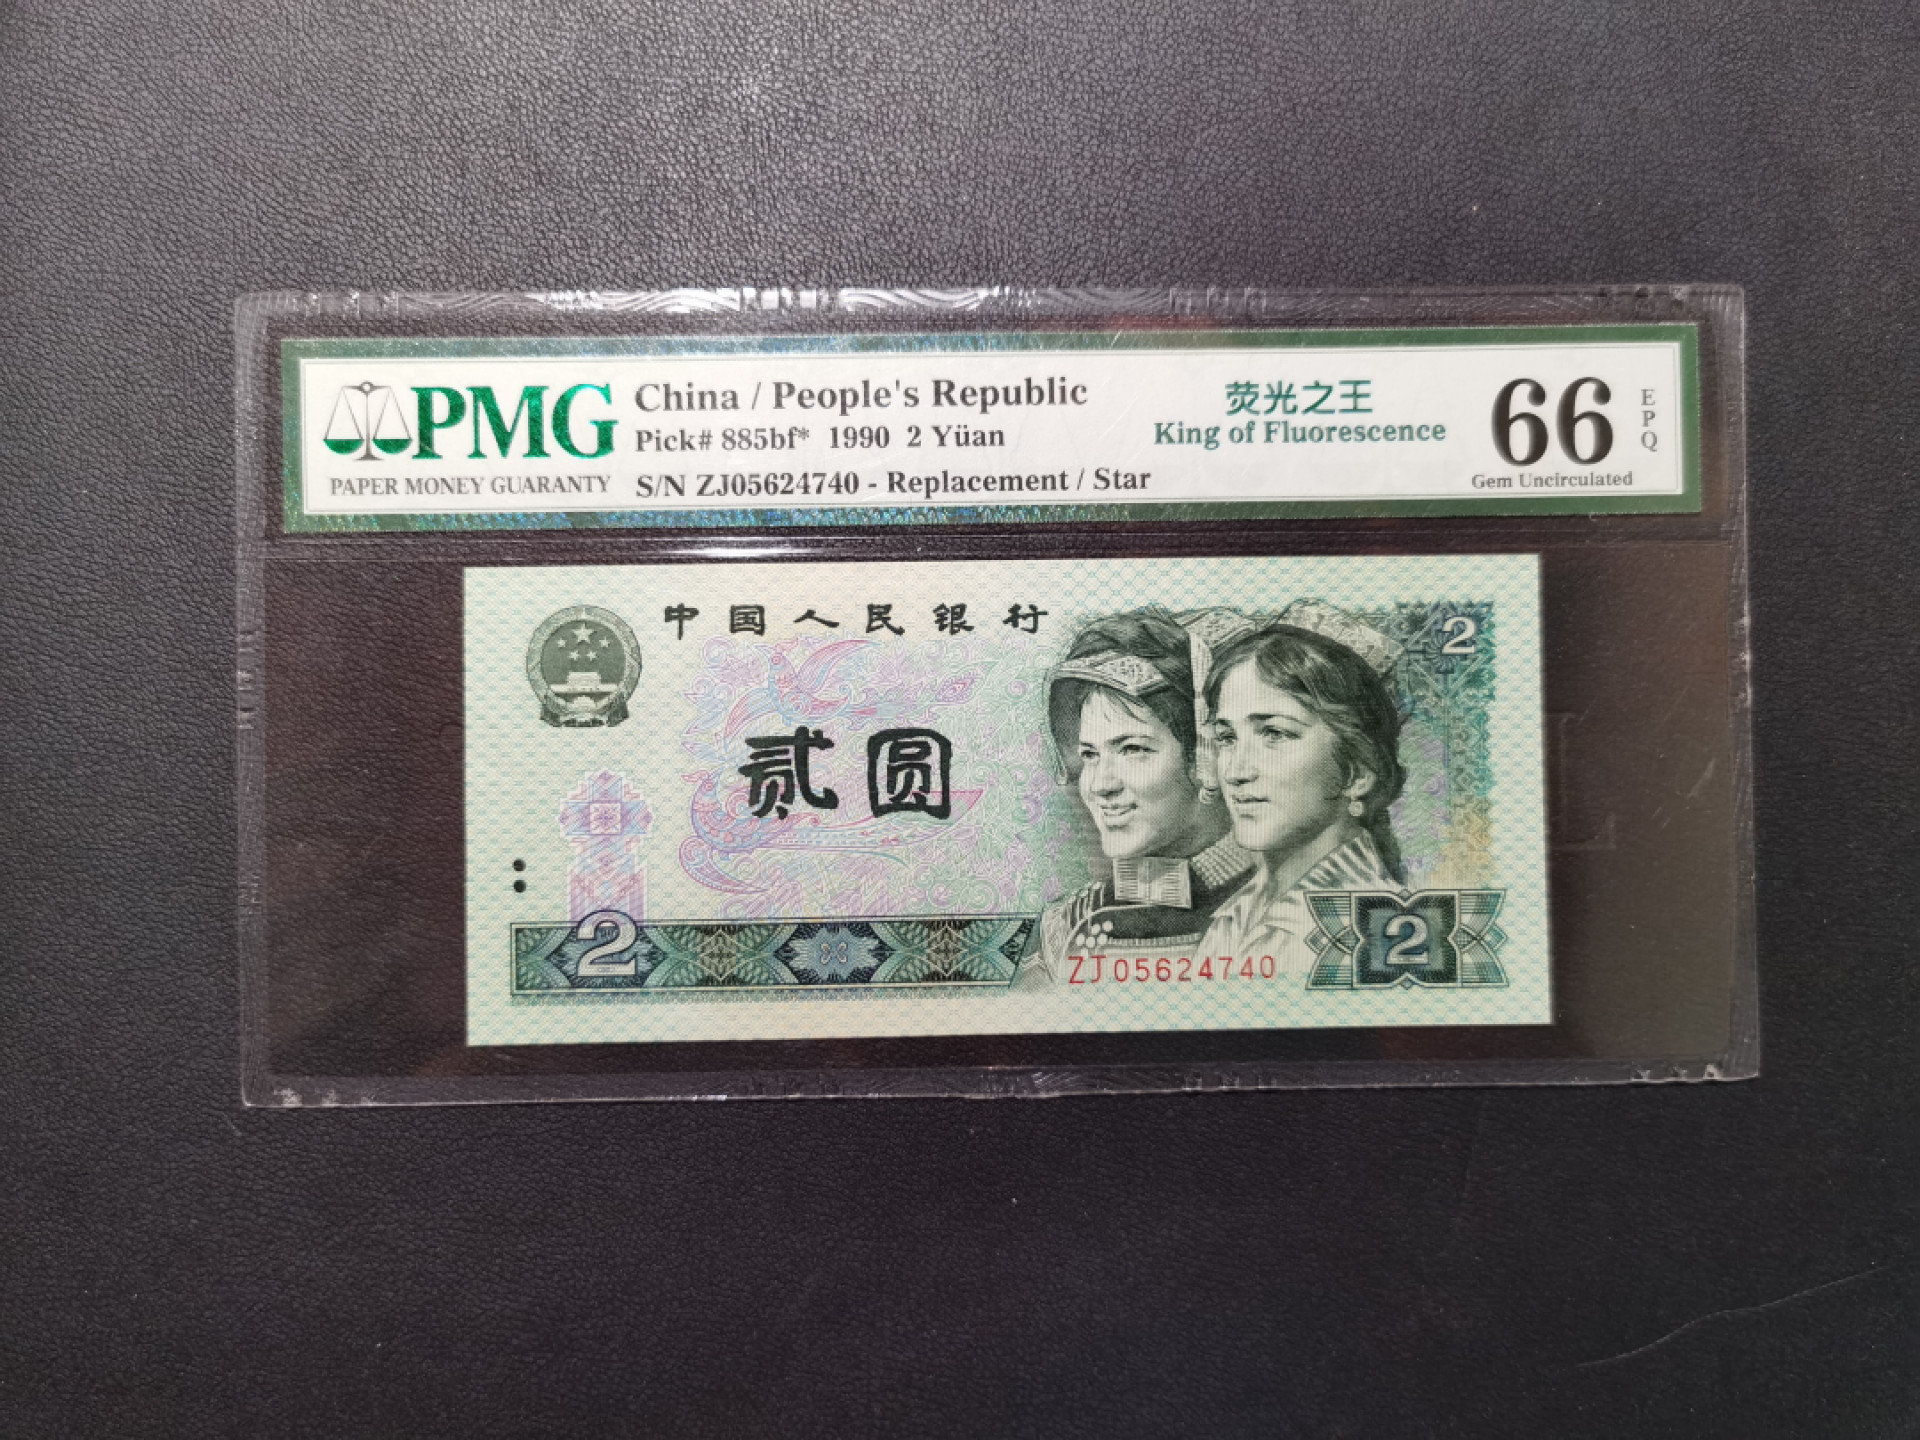 PMG
PAPER MONEY GUARANTY
China / People's Republic
Pick# 885bf* 1990 2 Yüan
S/N ZJ05624740 - Replacement / Star
荧光之王
King of Fluorescence
66
EPQ
Gem Uncirculated
中国人民银行
2
贰圆
2
ZJ05624740
2